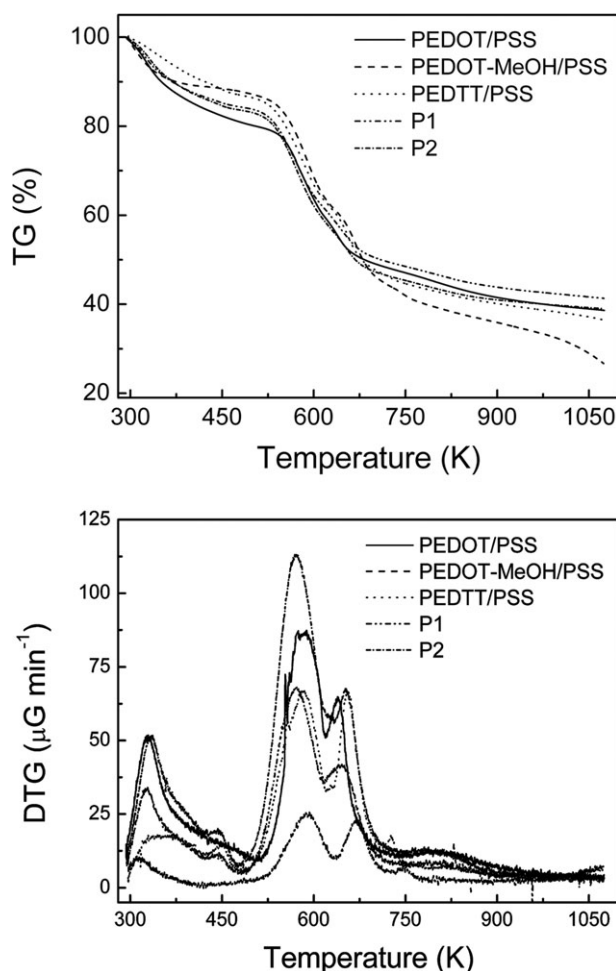 100
80
60
40
20
TG (%)
PEDOT/PSS
PEDOT-MeOH/PSS
PEDTT/PSS
P1
P2
300
450
600
750
900
1050
Temperature (K)
125
100
75
50
25
0
DTG (μG min⁻¹)
PEDOT/PSS
PEDOT-MeOH/PSS
PEDTT/PSS
P1
P2
300
450
600
750
900
1050
Temperature (K)